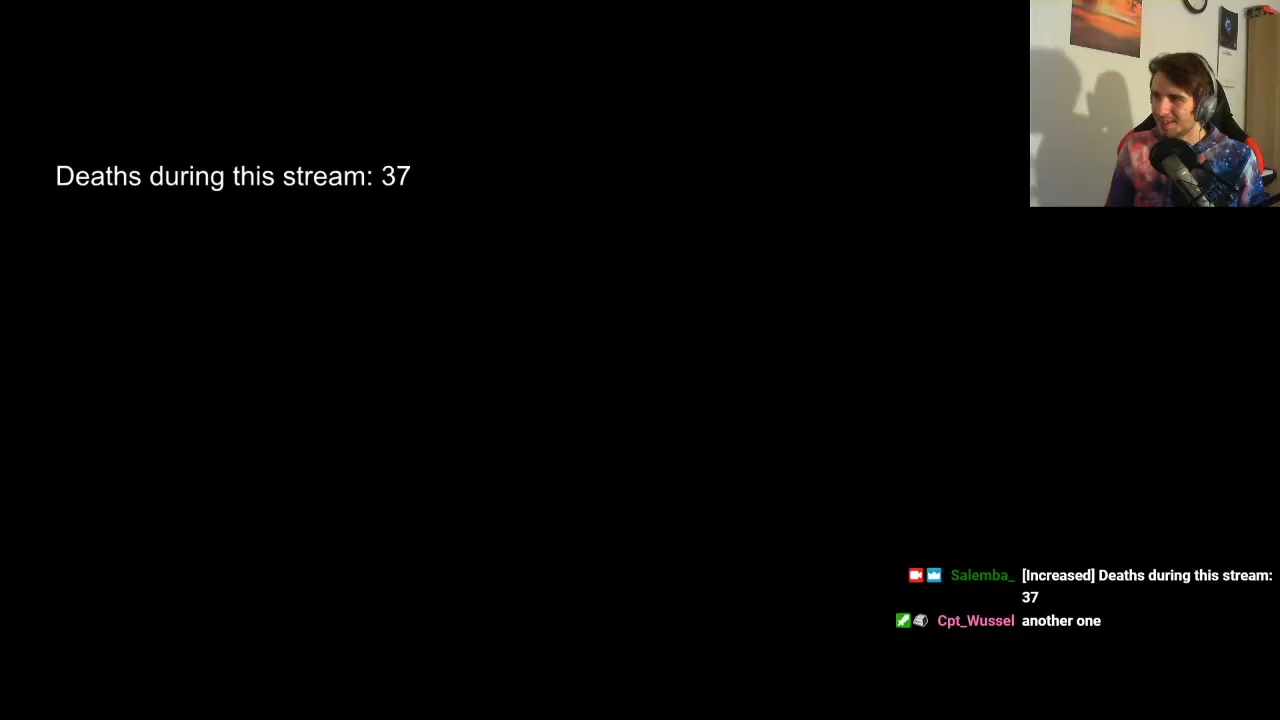 Deaths during this stream: 37
Salemba_ [Increased] Deaths during this stream:
37
Cpt_Wussel another one